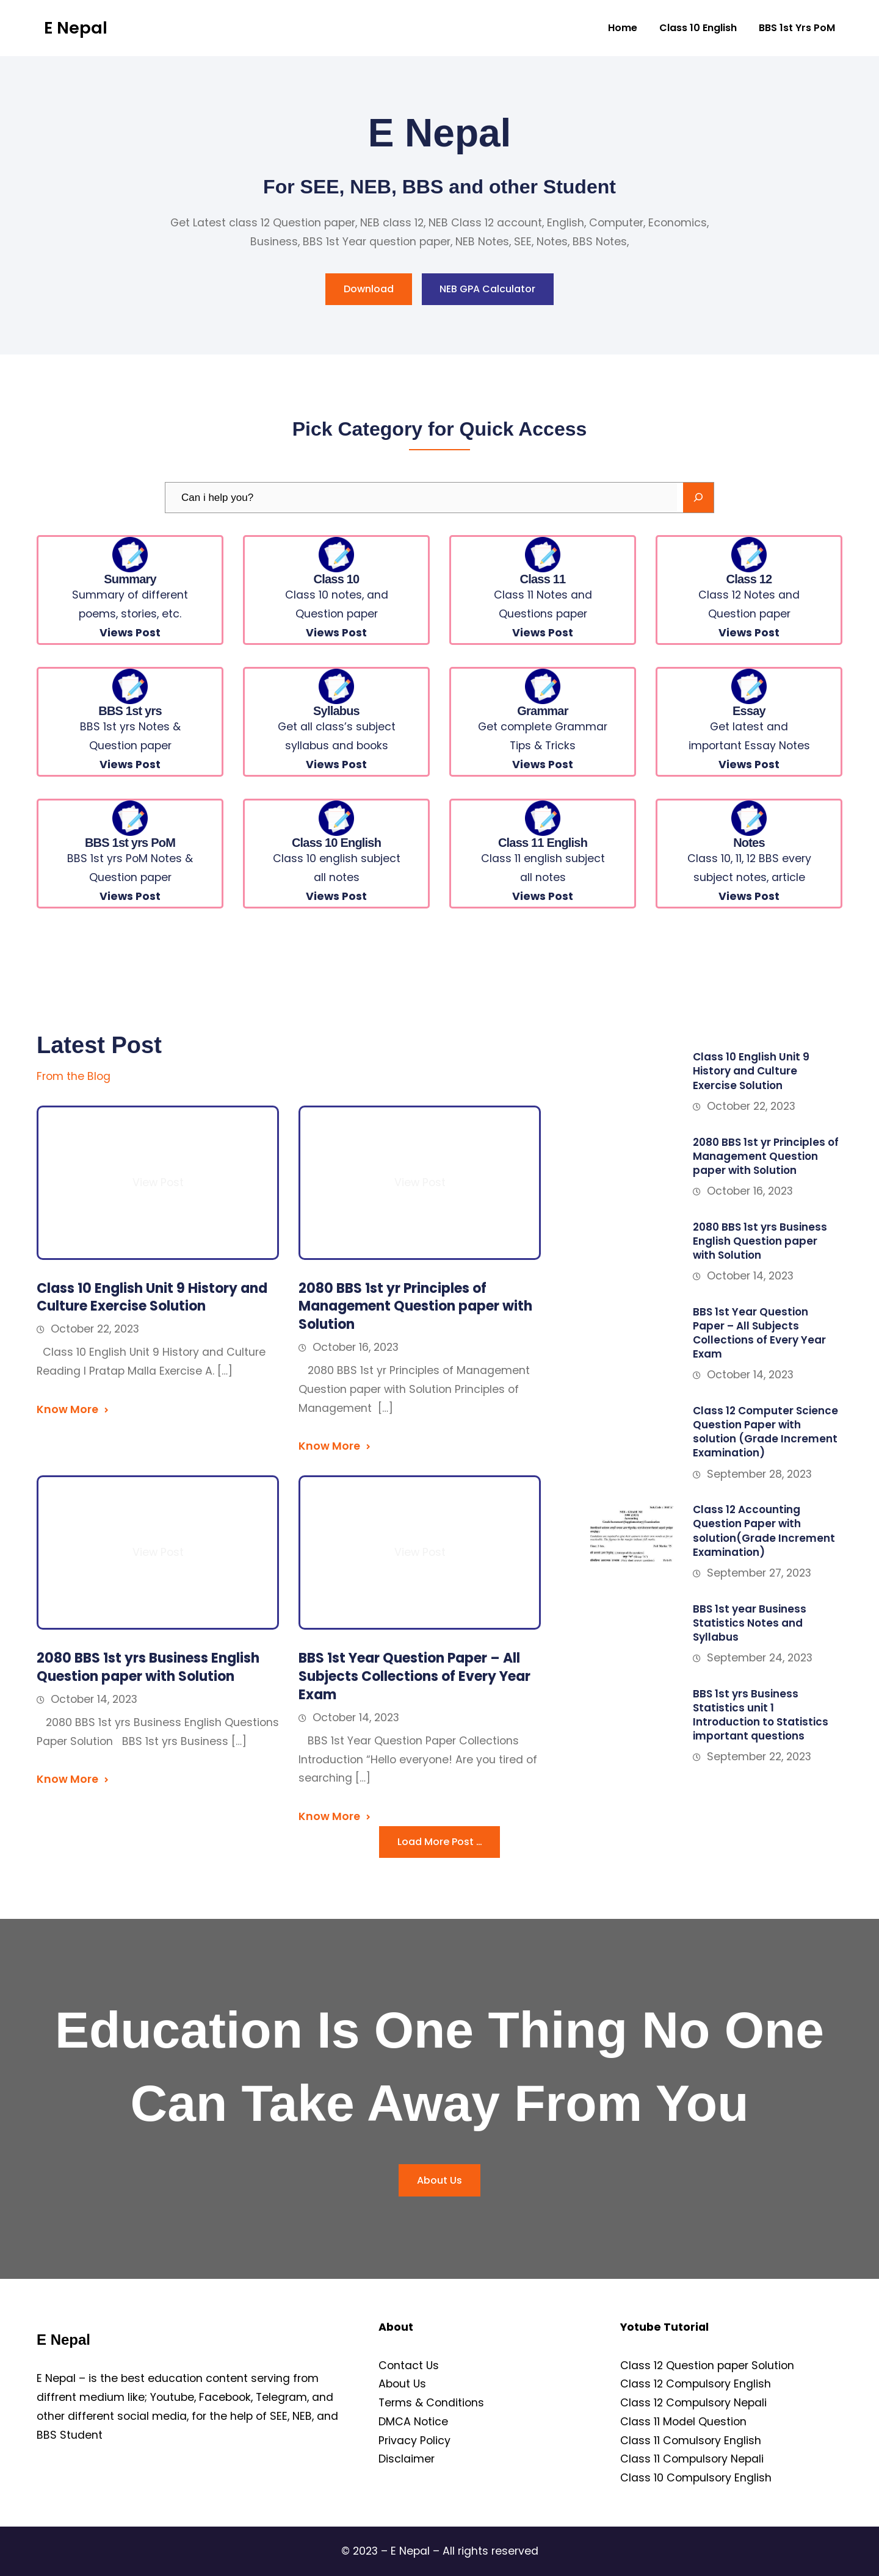 E Nepal
Home Class 10 English BBS 1st Yrs PoM
E Nepal
For SEE, NEB, BBS and other Student
Get Latest class 12 Question paper, NEB class 12, NEB Class 12 account, English, Computer, Economics,
Business, BBS 1st Year question paper, NEB Notes, SEE, Notes, BBS Notes,
Download NEB GPA Calculator
Pick Category for Quick Access
Can i help you?
Summary
Summary of different
poems, stories, etc.
Views Post
Class 10
Class 10 notes, and
Question paper
Views Post
Class 11
Class 11 Notes and
Questions paper
Views Post
Class 12
Class 12 Notes and
Question paper
Views Post
BBS 1st yrs
BBS 1st yrs Notes &
Question paper
Views Post
Syllabus
Get all class's subject
syllabus and books
Views Post
Grammar
Get complete Grammar
Tips & Tricks
Views Post
Essay
Get latest and
important Essay Notes
Views Post
BBS 1st yrs PoM
BBS 1st yrs PoM Notes &
Question paper
Views Post
Class 10 English
Class 10 english subject
all notes
Views Post
Class 11 English
Class 11 english subject
all notes
Views Post
Notes
Class 10, 11, 12 BBS every
subject notes, article
Views Post
Latest Post
From the Blog
View Post
Class 10 English Unit 9 History and
Culture Exercise Solution
October 22, 2023
Class 10 English Unit 9 History and Culture
Reading I Pratap Malla Exercise A. [...]
Know More
View Post
2080 BBS 1st yr Principles of
Management Question paper with
Solution
October 16, 2023
2080 BBS 1st yr Principles of Management
Question paper with Solution Principles of
Management [...]
Know More
View Post
2080 BBS 1st yrs Business English
Question paper with Solution
October 14, 2023
2080 BBS 1st yrs Business English Questions
Paper Solution BBS 1st yrs Business [...]
Know More
View Post
BBS 1st Year Question Paper – All
Subjects Collections of Every Year
Exam
October 14, 2023
BBS 1st Year Question Paper Collections
Introduction “Hello everyone! Are you tired of
searching [...]
Know More
Class 10 English Unit 9
History and Culture
Exercise Solution
October 22, 2023
2080 BBS 1st yr Principles of
Management Question
paper with Solution
October 16, 2023
2080 BBS 1st yrs Business
English Question paper
with Solution
October 14, 2023
BBS 1st Year Question
Paper – All Subjects
Collections of Every Year
Exam
October 14, 2023
Class 12 Computer Science
Question Paper with
solution (Grade Increment
Examination)
September 28, 2023
Class 12 Accounting
Question Paper with
solution(Grade Increment
Examination)
September 27, 2023
BBS 1st year Business
Statistics Notes and
Syllabus
September 24, 2023
BBS 1st yrs Business
Statistics unit 1
Introduction to Statistics
important questions
September 22, 2023
Load More Post ...
Education Is One Thing No One
Can Take Away From You
About Us
E Nepal
E Nepal – is the best education content serving from
diffrent medium like; Youtube, Facebook, Telegram, and
other different social media, for the help of SEE, NEB, and
BBS Student
About
Contact Us
About Us
Terms & Conditions
DMCA Notice
Privacy Policy
Disclaimer
Yotube Tutorial
Class 12 Question paper Solution
Class 12 Compulsory English
Class 12 Compulsory Nepali
Class 11 Model Question
Class 11 Comulsory English
Class 11 Compulsory Nepali
Class 10 Compulsory English
© 2023 – E Nepal – All rights reserved